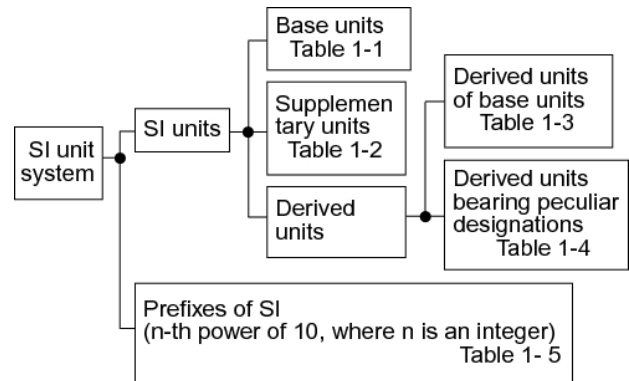 SI unit
system
SI units
Base units
Table 1-1
Supplemen
tary units
Table 1-2
Derived
units
Derived units
of base units
Table 1-3
Derived units
bearing peculiar
designations
Table 1-4
Prefixes of SI
(n-th power of 10, where n is an integer)
Table 1- 5